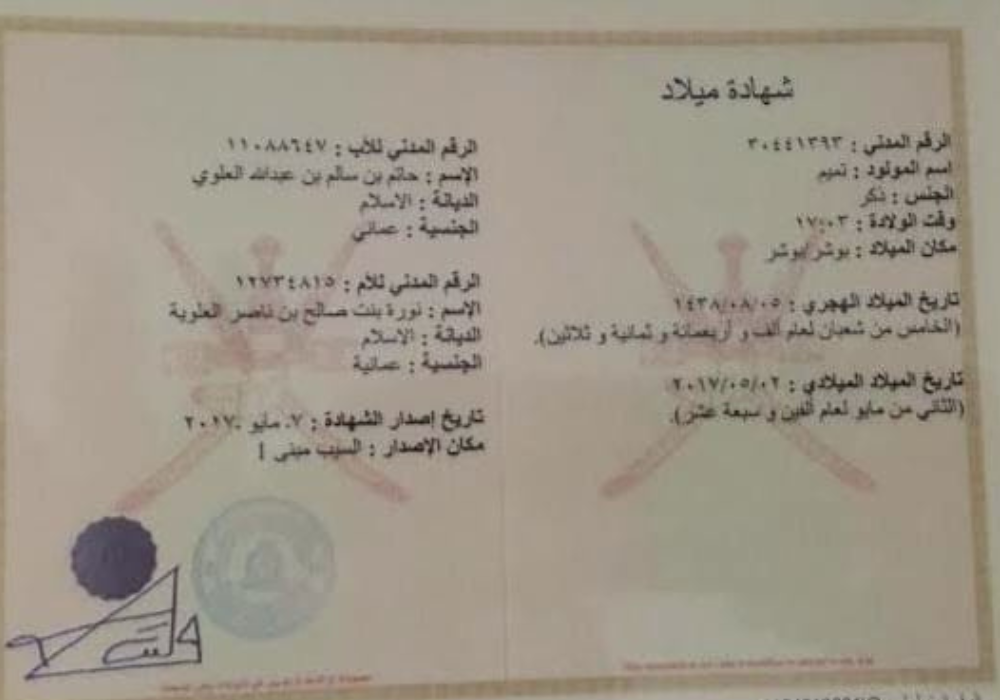 شهادة ميلاد
الرقم المدني : ٣٠٤٤١٣٩٣
اسم المولود : تميم
الجنس : ذكر
وقت الولادة : ١٧:٠٣
مكان الميلاد : بوشر/بوشر
تاريخ الميلاد الهجري : ١٤٣٨/٠٨/٠٥
(الخامس من شعبان لعام الف و أربعمائة و ثمانية و ثلاثين).
تاريخ الميلاد الميلادي : ٢٠١٧/٠٥/٠٢
(الثاني من مايو لعام ألفين و سبعة عشر).
الرقم المدني للأب : ١١٠٨٨٦٤٧
الإسم : حاتم بن سالم بن عبدالله العلوي
الديانة : الاسلام
الجنسية : عماني
الرقم المدني للأم : ١٢٧٣٤٨١٥
الإسم : نورة بنت صالح بن ناصر العلوية
الديانة : الاسلام
الجنسية : عمانية
تاريخ إصدار الشهادة : ٠٧ مايو ٢٠١٧
مكان الإصدار : السيب مبنى